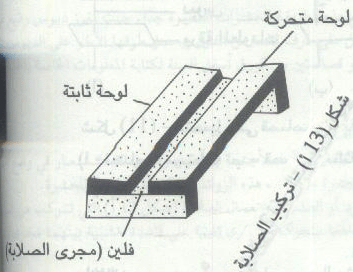 لوحة متحركة
لوحة ثابتة
شكل (113) - تركيب الصلابة
فلين (مجرى الصلابة)